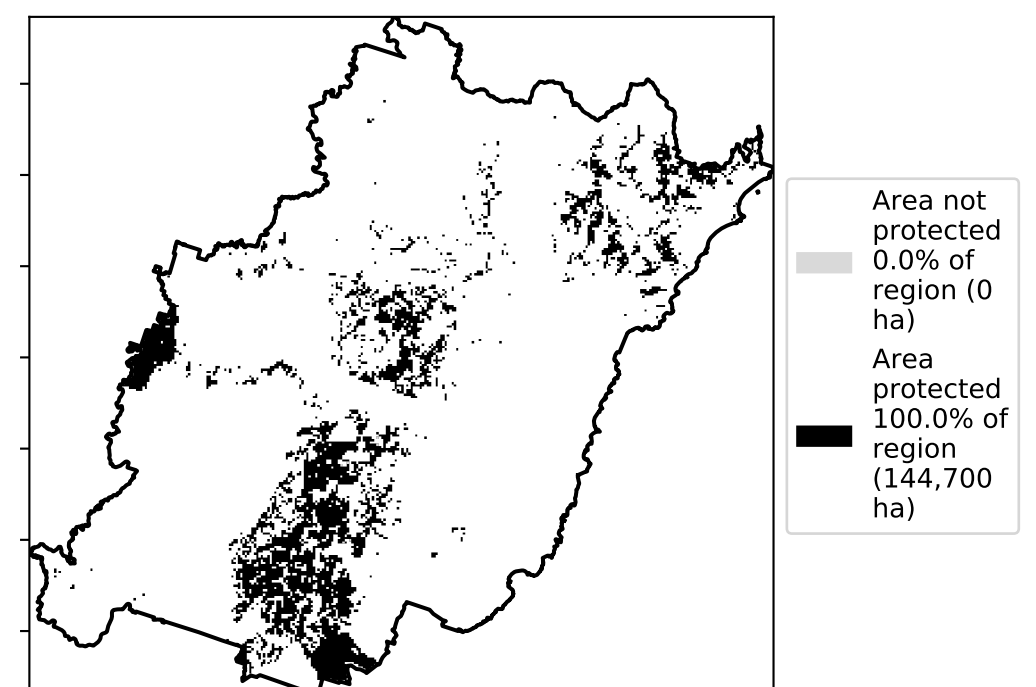 Area not
protected
0.0% of
region (0
ha)
Area
protected
100.0% of
region
(144,700
ha)